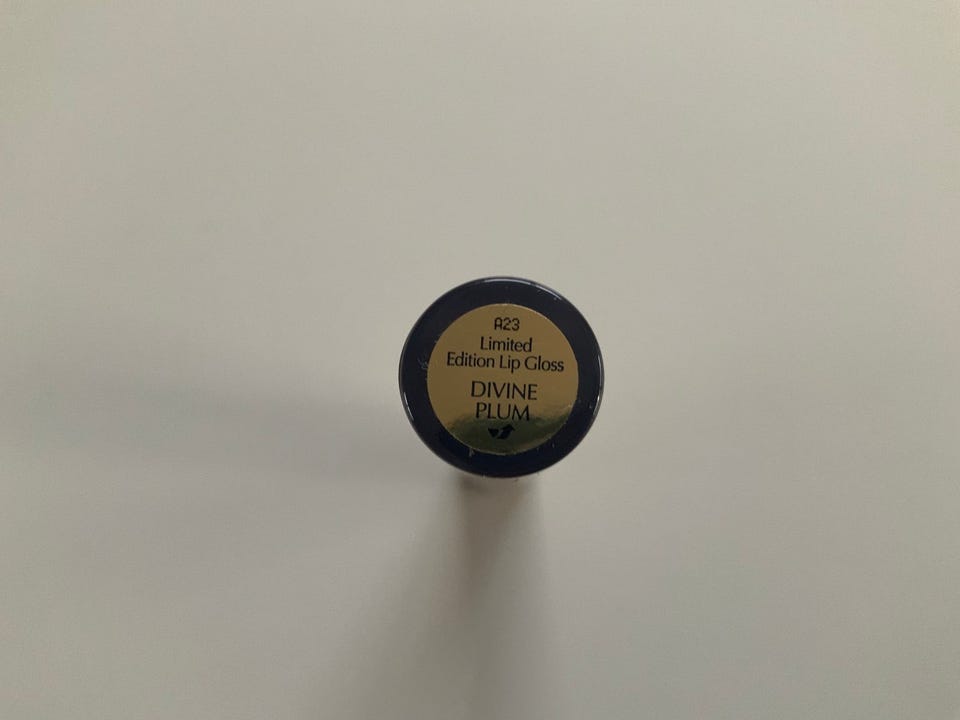 A23
Limited
Edition Lip Gloss
DIVINE
PLUM